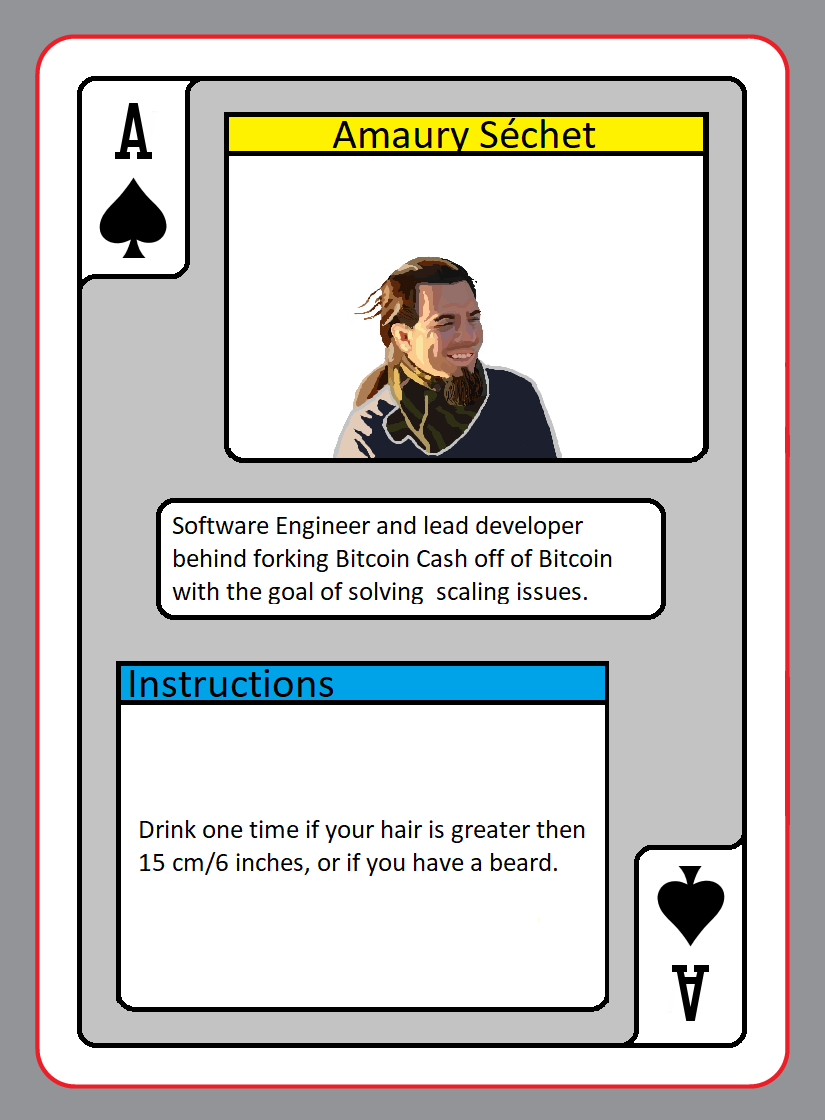 A
Amaury Séchet
Software Engineer and lead developer
behind forking Bitcoin Cash off of Bitcoin
with the goal of solving  scaling issues.
Instructions
Drink one time if your hair is greater then
15 cm/6 inches, or if you have a beard.
A